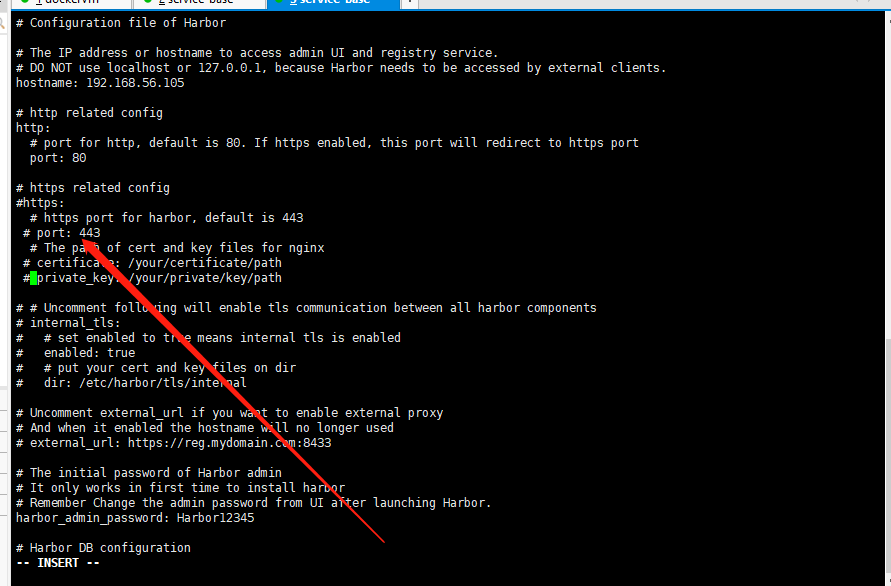 # Configuration file of Harbor
# The IP address or hostname to access admin UI and registry service.
# DO NOT use localhost or 127.0.0.1, because Harbor needs to be accessed by external clients.
hostname: 192.168.56.105
# http related config
http:
# port for http, default is 80. If https enabled, this port will redirect to https port
port: 80
# https related config
#https:
# https port for harbor, default is 443
# port: 443
# The path of cert and key files for nginx
# certificate: /your/certificate/path
# private_key: /your/private/key/path
# # Uncomment following will enable tls communication between all harbor components
# internal_tls:
#   # set enabled to true means internal tls is enabled
#   enabled: true
#   # put your cert and key files on dir
#   dir: /etc/harbor/tls/internal
# Uncomment external_url if you want to enable external proxy
# And when it enabled the hostname will no longer used
# external_url: https://reg.mydomain.com:8433
# The initial password of Harbor admin
# It only works in first time to install harbor
# Remember Change the admin password from UI after launching Harbor.
harbor_admin_password: Harbor12345
# Harbor DB configuration
-- INSERT --